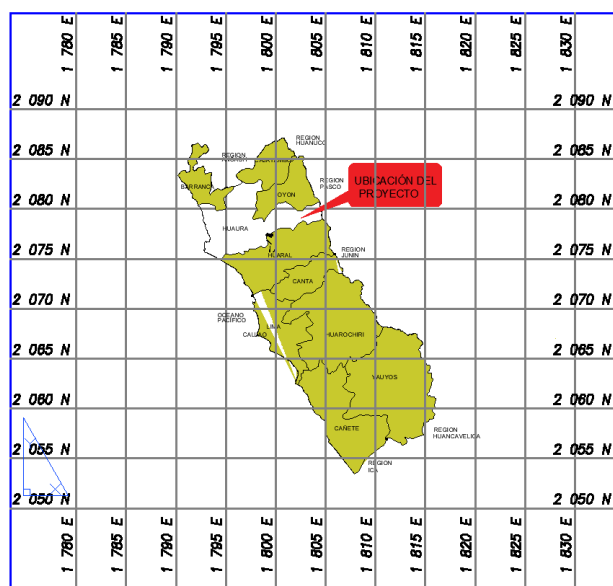 1 780 E
1 785 E
1 790 E
1 795 E
1 800 E
1 805 E
1 810 E
1 815 E
1 820 E
1 825 E
1 830 E
2 090 N
2 090 N
REGION
HUANUCO
2 085 N
2 085 N
REGION
BARRANCA
OYON
REGION
PASCO
UBICACIÓN DEL
PROYECTO
2 080 N
2 080 N
HUAURA
2 075 N
2 075 N
HUARAL
REGION
JUNIN
CANTA
2 070 N
2 070 N
OCEANO
PACIFICO
LIMA
CALLAO
HUAROCHIRI
2 065 N
2 065 N
YAUYOS
2 060 N
2 060 N
CAÑETE
REGION
HUANCAVELICA
2 055 N
2 055 N
REGION
ICA
Y
X
2 050 N
2 050 N
1 780 E
1 785 E
1 790 E
1 795 E
1 800 E
1 805 E
1 810 E
1 815 E
1 820 E
1 825 E
1 830 E